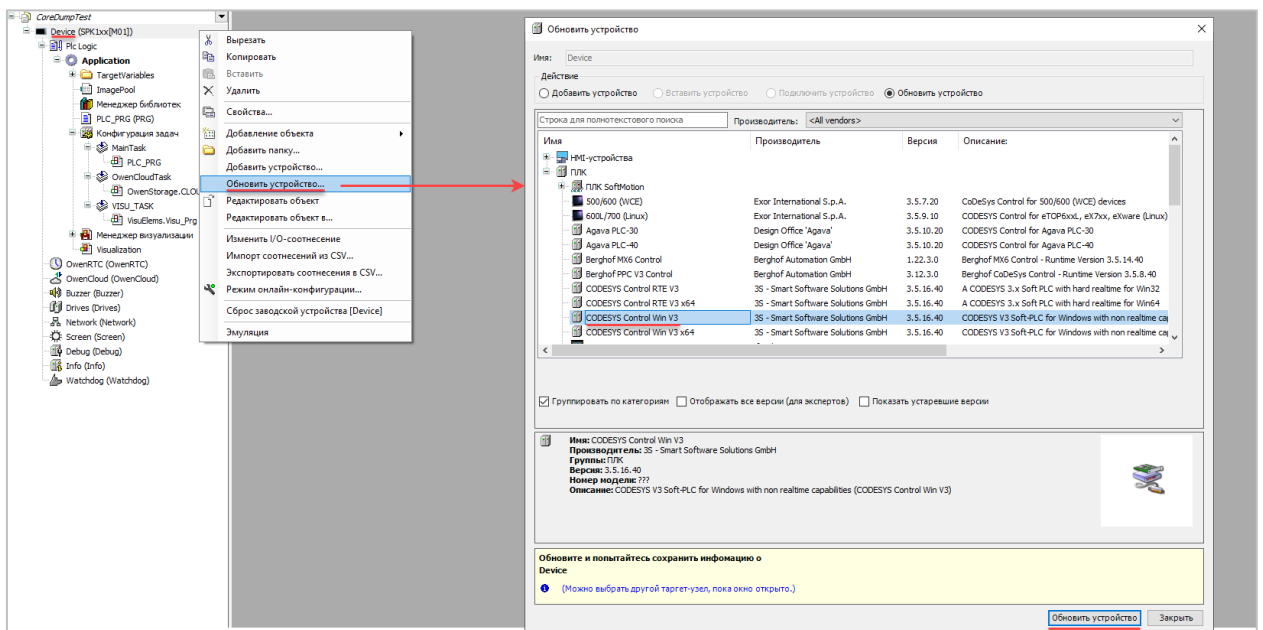 CoreDumpTest
Device (SPK1xx[M01])
Plc Logic
Application
TargetVariables
ImagePool
Менеджер библиотек
PLC_PRG (PRG)
Конфигурация задач
MainTask
PLC_PRG
OwenCloudTask
OwenStorage.CLOU
VISU_TASK
VisuElems.Visu_Prg
Менеджер визуализации
Visualization
OwenRTC (OwenRTC)
OwenCloud (OwenCloud)
Buzzer (Buzzer)
Drives (Drives)
Network (Network)
Screen (Screen)
Debug (Debug)
Info (Info)
Watchdog (Watchdog)
Вырезать
Копировать
Вставить
Удалить
Свойства...
Добавление объекта
Добавить папку...
Добавить устройство...
Обновить устройство...
Редактировать объект
Редактировать объект в...
Изменить I/O-соотнесение
Импорт соотнесений из CSV...
Экспортировать соотнесения в CSV...
Режим онлайн-конфигурации...
Сброс заводской устройства [Device]
Эмуляция
Обновить устройство
Имя: Device
Действие
Добавить устройство Вставить устройство Подключить устройство Обновить устройство
Строка для полнотекстового поиска Производитель: <All vendors>
Имя Производитель Версия Описание:
HMI-устройства
ПЛК
ПЛК SoftMotion
500/600 (WCE) Exor International S.p.A. 3.5.7.20 CoDeSys Control for 500/600 (WCE) devices
600L/700 (Linux) Exor International S.p.A. 3.5.9.10 CODESYS Control for eTOP6xxL, eX7xx, eXware (Linux)
Agava PLC-30 Design Office 'Agava' 3.5.10.20 CODESYS Control for Agava PLC-30
Agava PLC-40 Design Office 'Agava' 3.5.10.20 CODESYS Control for Agava PLC-40
Berghof MX6 Control Berghof Automation GmbH 1.22.3.0 Berghof MX6 Control - Runtime Version 3.5.14.40
Berghof PPC V3 Control Berghof Automation GmbH 3.12.3.0 Berghof CoDeSys Control - Runtime Version 3.5.8.40
CODESYS Control RTE V3 3S - Smart Software Solutions GmbH 3.5.16.40 A CODESYS 3.x Soft PLC with hard realtime for Win32
CODESYS Control RTE V3 x64 3S - Smart Software Solutions GmbH 3.5.16.40 A CODESYS 3.x Soft PLC with hard realtime for Win64
CODESYS Control Win V3 3S - Smart Software Solutions GmbH 3.5.16.40 CODESYS V3 Soft-PLC for Windows with non realtime cap
CODESYS Control Win V3 x64 3S - Smart Software Solutions GmbH 3.5.16.40 CODESYS V3 Soft-PLC for Windows with non realtime cap
Группировать по категориям Отображать все версии (для экспертов) Показать устаревшие версии
Имя: CODESYS Control Win V3
Производитель: 3S - Smart Software Solutions GmbH
Группы: ПЛК
Версия: 3.5.16.40
Номер модели: ???
Описание: CODESYS V3 Soft-PLC for Windows with non realtime capabilities (CODESYS Control Win V3)
Обновите и попытайтесь сохранить инфомацию о
Device
(Можно выбрать другой таргет-узел, пока окно открыто.)
Обновить устройство Закрыть